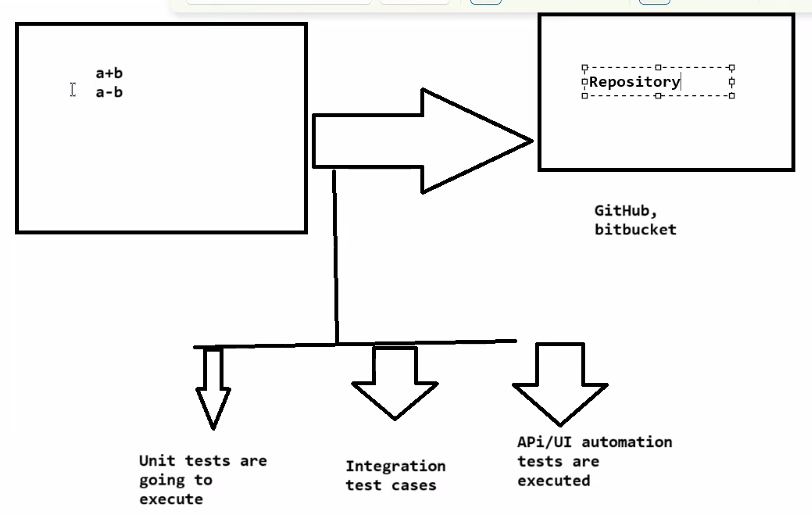 a+b
a-b
Repository
GitHub,
bitbucket
Unit tests are
going to
execute
Integration
test cases
APi/UI automation
tests are
executed